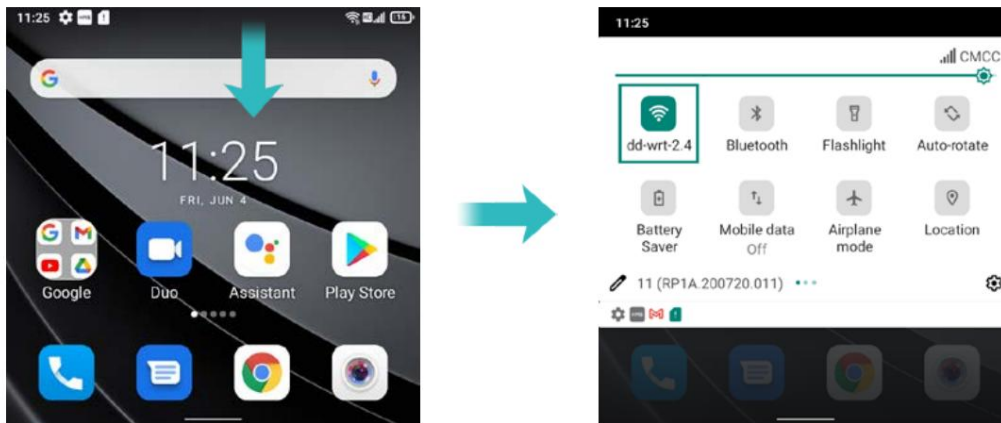 11:25
16
11:25
FRI, JUN 4
Google
Duo
Assistant
Play Store
11:25
CMCC
dd-wrt-2.4
Bluetooth
Flashlight
Auto-rotate
Battery
Saver
Mobile data
Off
Airplane
mode
Location
11 (RP1A.200720.011)